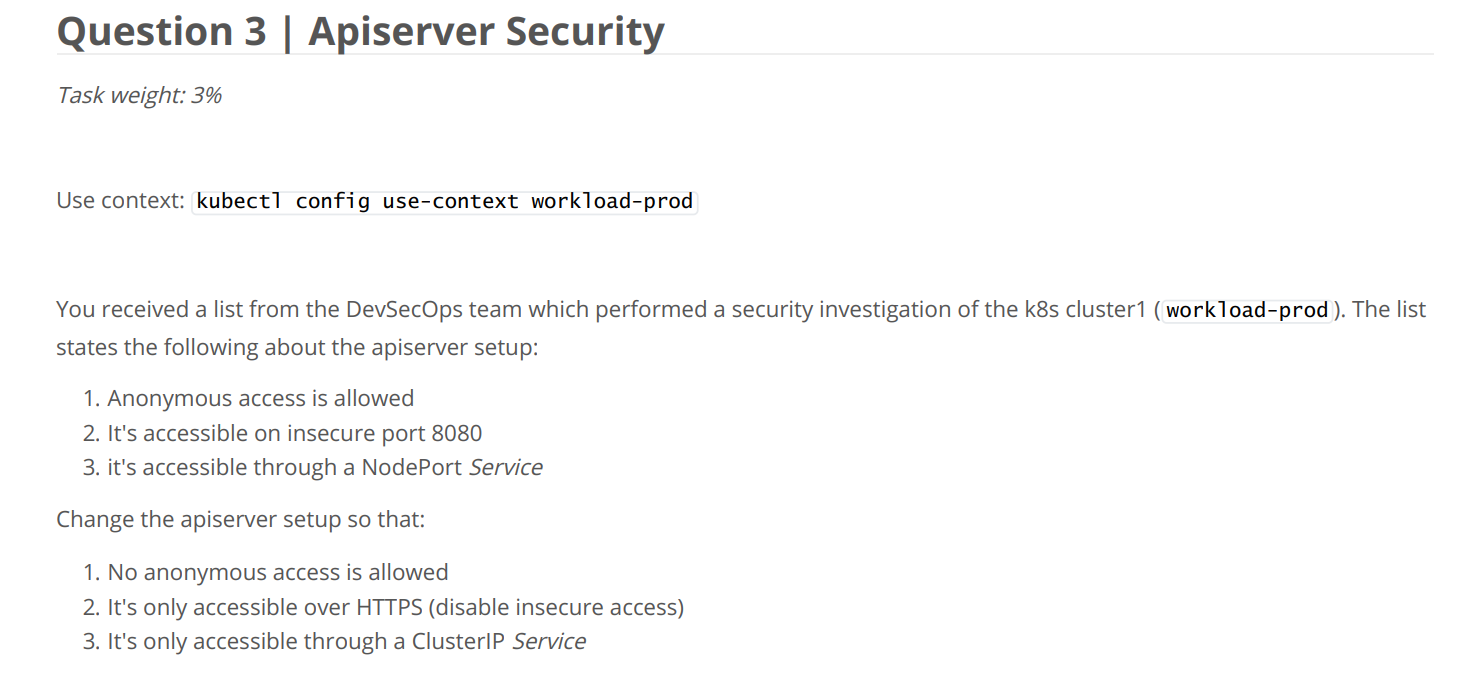 Question 3 | Apiserver Security
Task weight: 3%
Use context: kubectl config use-context workload-prod
You received a list from the DevSecOps team which performed a security investigation of the k8s cluster1 (workload-prod). The list
states the following about the apiserver setup:
1. Anonymous access is allowed
2. It's accessible on insecure port 8080
3. it's accessible through a NodePort Service
Change the apiserver setup so that:
1. No anonymous access is allowed
2. It's only accessible over HTTPS (disable insecure access)
3. It's only accessible through a ClusterIP Service